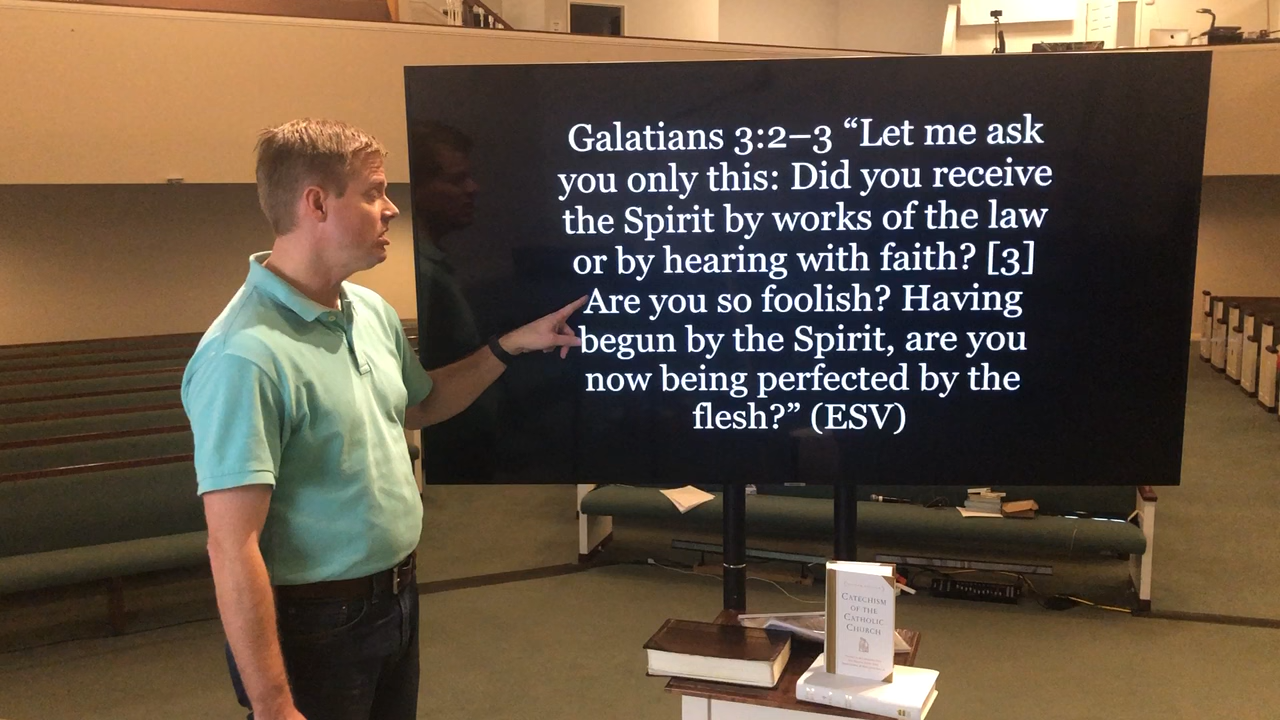 Galatians 3:2–3 “Let me ask
you only this: Did you receive
the Spirit by works of the law
or by hearing with faith? [3]
Are you so foolish? Having
begun by the Spirit, are you
now being perfected by the
flesh?” (ESV)
CATECHISM
OF THE
CATHOLIC
CHURCH